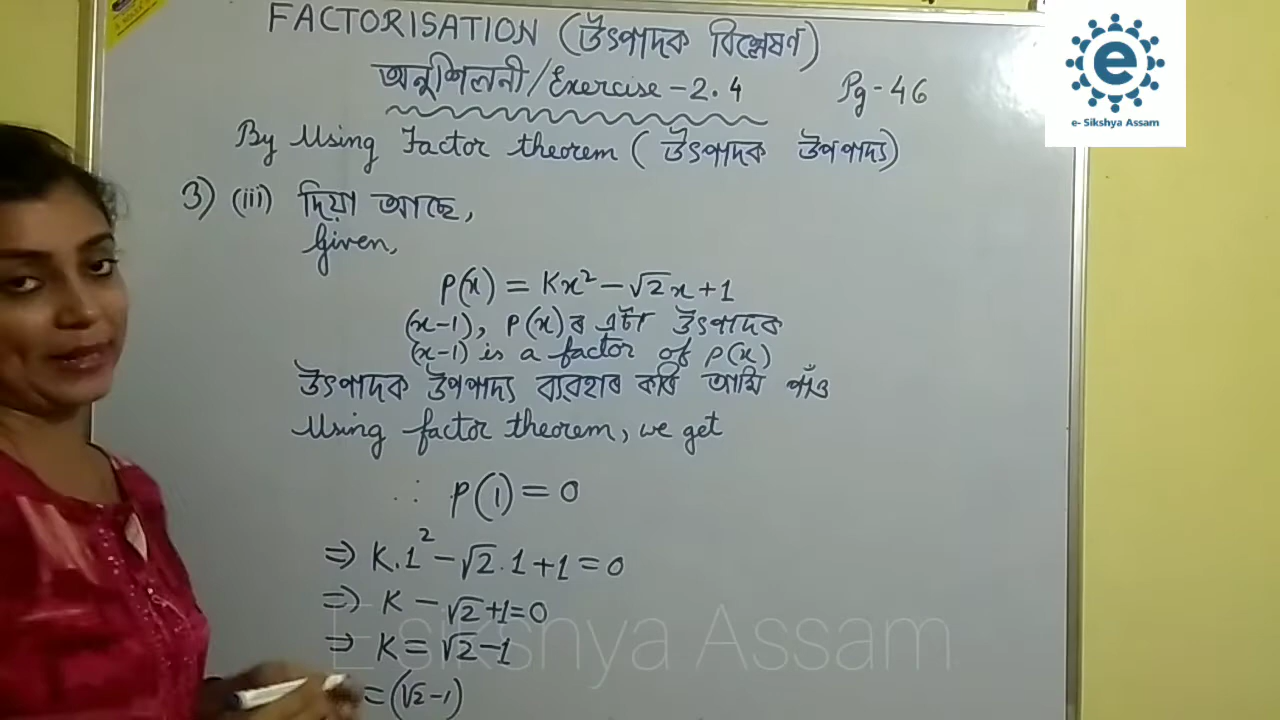 FACTORISATION (উৎপাদক বিশ্লেষণ)
অনুশিলনী/Exercise-2.4 Pg-46
e- Sikshya Assam
By Using Factor theorem (উৎপাদক উপপাদ্য)
3) (iii) দিয়া আছে,
Given,
P(x) = Kx² - √2x + 1
(x-1), P(x)ৰ এটা উৎপাদক
(x-1) is a factor of P(x)
উৎপাদক উপপাদ্য ব্যৱহাৰ কৰি আমি পাঁও
Using factor theorem, we get
∴ P(1) = 0
⇒ K.1² - √2.1 + 1 = 0
⇒ K - √2 + 1 = 0
⇒ K = √2 - 1
= (√2 - 1)
E-sikshya Assam